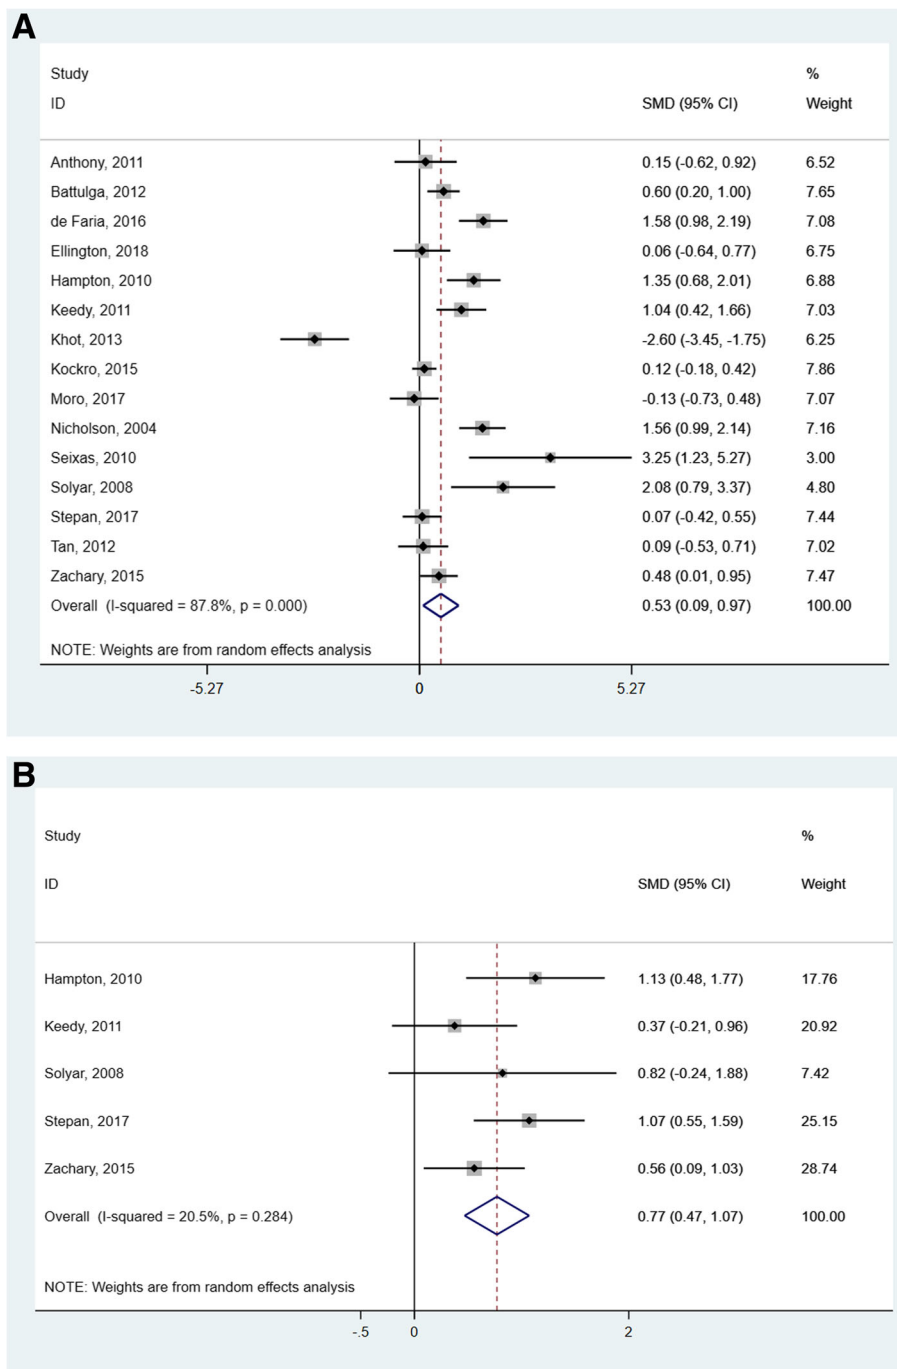 A
Study %
ID SMD (95% CI) Weight
Anthony, 2011 0.15 (-0.62, 0.92) 6.52
Battulga, 2012 0.60 (0.20, 1.00) 7.65
de Faria, 2016 1.58 (0.98, 2.19) 7.08
Ellington, 2018 0.06 (-0.64, 0.77) 6.75
Hampton, 2010 1.35 (0.68, 2.01) 6.88
Keedy, 2011 1.04 (0.42, 1.66) 7.03
Khot, 2013 -2.60 (-3.45, -1.75) 6.25
Kockro, 2015 0.12 (-0.18, 0.42) 7.86
Moro, 2017 -0.13 (-0.73, 0.48) 7.07
Nicholson, 2004 1.56 (0.99, 2.14) 7.16
Seixas, 2010 3.25 (1.23, 5.27) 3.00
Solyar, 2008 2.08 (0.79, 3.37) 4.80
Stepan, 2017 0.07 (-0.42, 0.55) 7.44
Tan, 2012 0.09 (-0.53, 0.71) 7.02
Zachary, 2015 0.48 (0.01, 0.95) 7.47
Overall (I-squared = 87.8%, p = 0.000) 0.53 (0.09, 0.97) 100.00
NOTE: Weights are from random effects analysis
-5.27 0 5.27
B
Study %
ID SMD (95% CI) Weight
Hampton, 2010 1.13 (0.48, 1.77) 17.76
Keedy, 2011 0.37 (-0.21, 0.96) 20.92
Solyar, 2008 0.82 (-0.24, 1.88) 7.42
Stepan, 2017 1.07 (0.55, 1.59) 25.15
Zachary, 2015 0.56 (0.09, 1.03) 28.74
Overall (I-squared = 20.5%, p = 0.284) 0.77 (0.47, 1.07) 100.00
NOTE: Weights are from random effects analysis
-.5 0 2